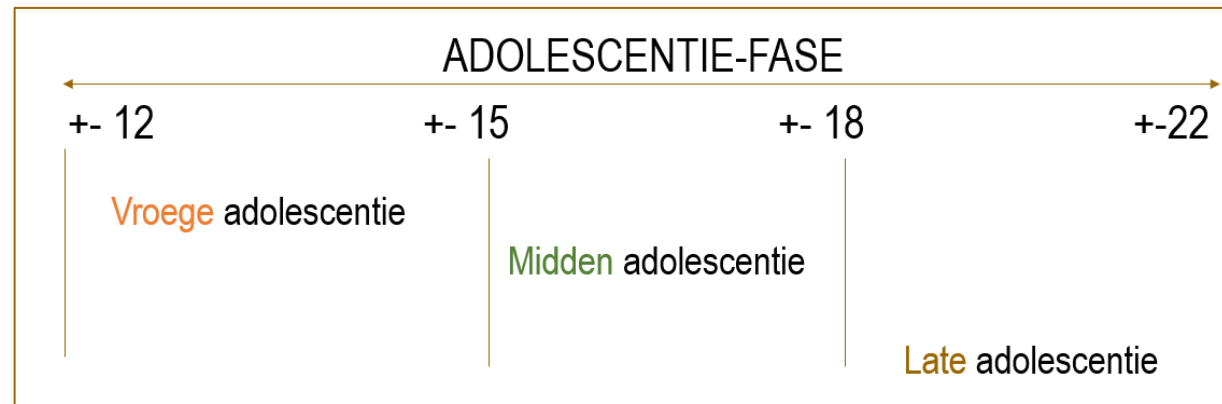 ADOLESCENTIE-FASE
+- 12 +- 15 +- 18 +-22
Vroege adolescentie
Midden adolescentie
Late adolescentie